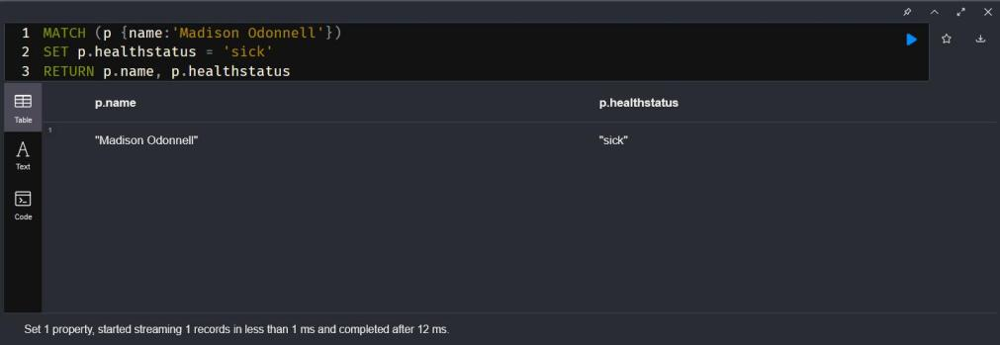 1 MATCH (p {name:'Madison Odonnell'})
2 SET p.healthstatus = 'sick'
3 RETURN p.name, p.healthstatus
Table
Text
Code
p.name p.healthstatus
1
"Madison Odonnell" "sick"
Set 1 property, started streaming 1 records in less than 1 ms and completed after 12 ms.